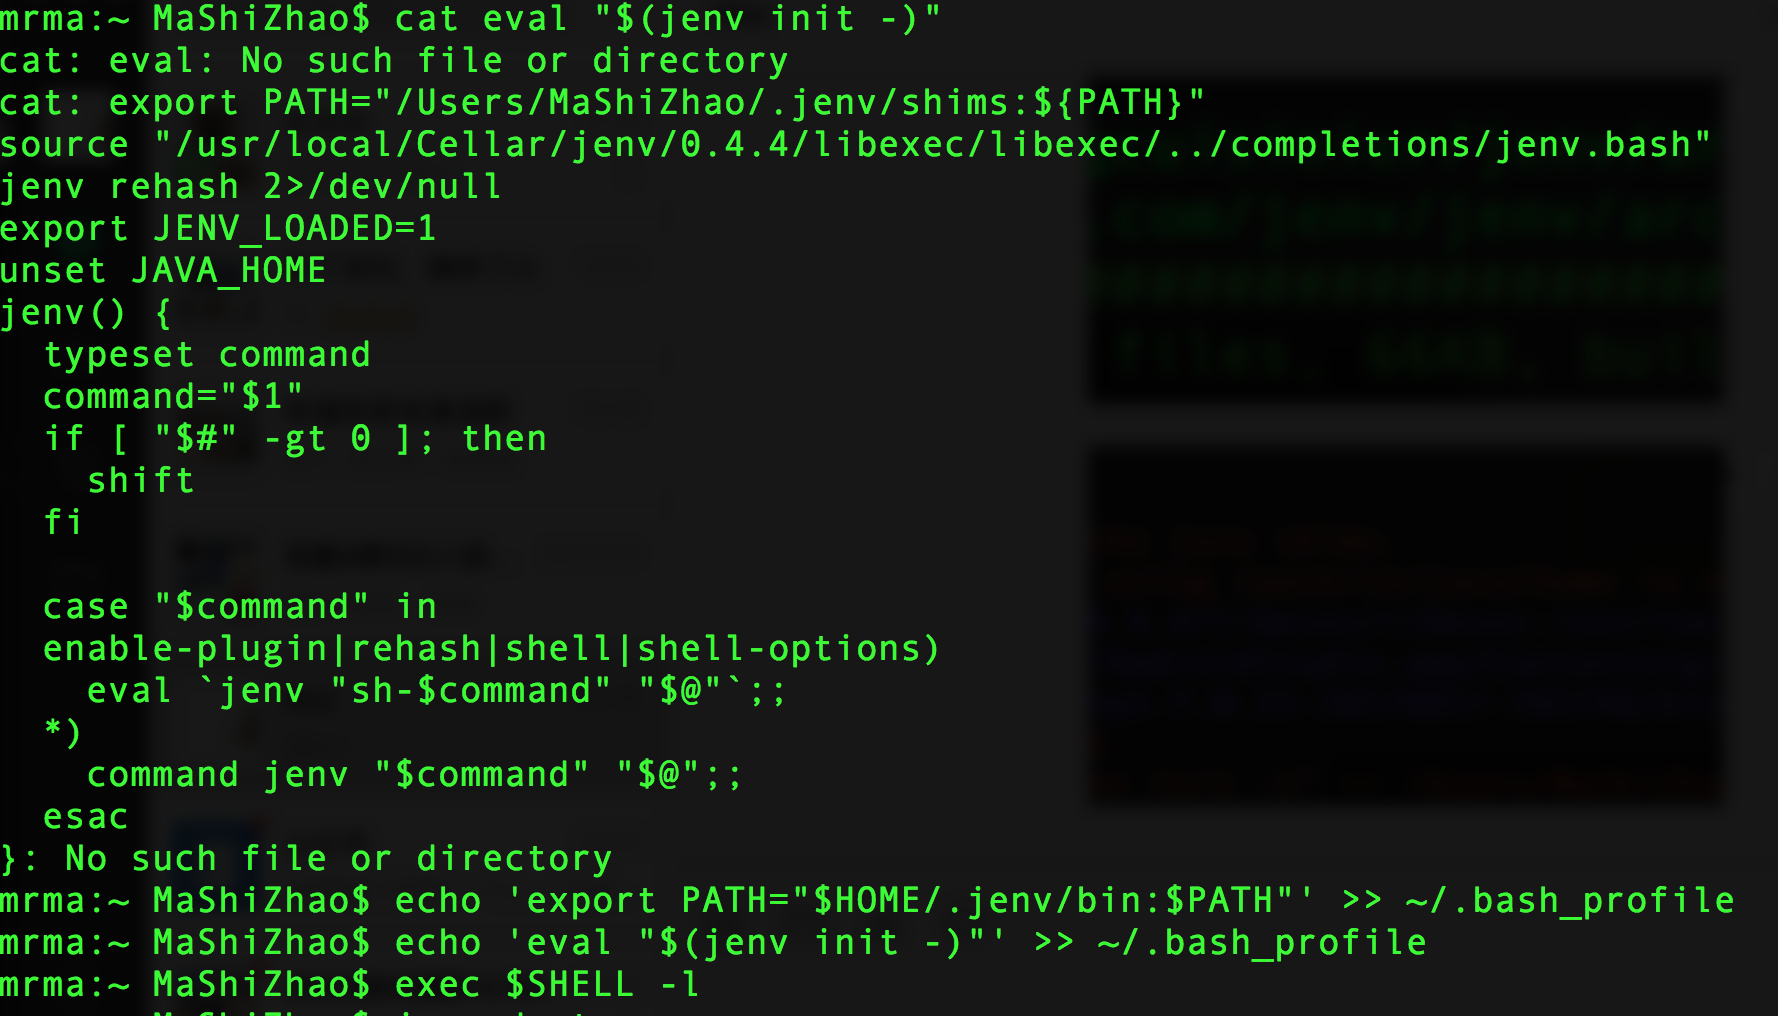 mrma:~ MaShiZhao$ cat eval "$(jenv init -)"
cat: eval: No such file or directory
cat: export PATH="/Users/MaShiZhao/.jenv/shims:${PATH}"
source "/usr/local/Cellar/jenv/0.4.4/libexec/libexec/../completions/jenv.bash"
jenv rehash 2>/dev/null
export JENV_LOADED=1
unset JAVA_HOME
jenv() {
  typeset command
  command="$1"
  if [ "$#" -gt 0 ]; then
    shift
  fi
  case "$command" in
  enable-plugin|rehash|shell|shell-options)
    eval `jenv "sh-$command" "$@"`;;
  *)
    command jenv "$command" "$@";;
  esac
}: No such file or directory
mrma:~ MaShiZhao$ echo 'export PATH="$HOME/.jenv/bin:$PATH"' >> ~/.bash_profile
mrma:~ MaShiZhao$ echo 'eval "$(jenv init -)"' >> ~/.bash_profile
mrma:~ MaShiZhao$ exec $SHELL -l